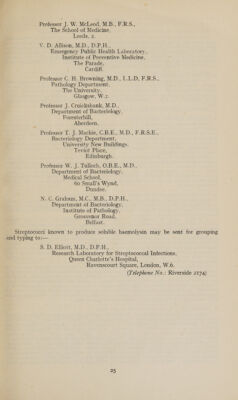 Professor J. W. McLeod, M.B., F.R.S.,
The School of Medicine,
Leeds, 2.
V. D. Allison, M.D., D.P.H.,
Emergency Public Health Laboratory,
Institute of Preventive Medicine,
The Parade,
Cardiff.
Professor C. H. Browning, M.D., L.L.D, F.R.S.,
Pathology Department,
The University,
Glasgow, W.2.
Professor J. Cruickshank, M.D.,
Department of Bacteriology,
Foresterhill,
Aberdeen.
Professor T. J. Mackie, C.B.E., M.D., F.R.S.E.,
Bacteriology Department,
University New Buildings,
Teviot Place,
Edinburgh.
Professor W. J. Tulloch, O.B.E., M.D.,
Department of Bacteriology,
Medical School,
60 Small's Wynd,
Dundee.
N. C. Graham, M.C., M.B., D.P.H.,
Department of Bacteriology,
Institute of Pathology,
Grosvenor Road,
Belfast.
Streptococci known to produce soluble haemolysin may be sent for grouping
and typing to:—
S. D. Elliott, M.D., D.P.H.,
Research Laboratory for Streptococcal Infections,
Queen Charlotte's Hospital,
Ravenscourt Square, London, W.6.
(Telephone No.: Riverside 2174)
25